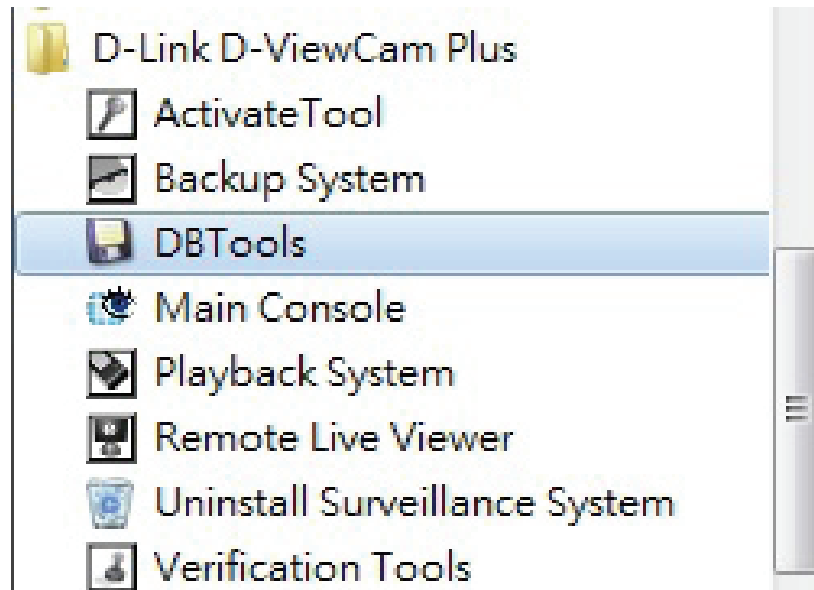 D-Link D-ViewCam Plus
ActivateTool
Backup System
DBTools
Main Console
Playback System
Remote Live Viewer
Uninstall Surveillance System
Verification Tools